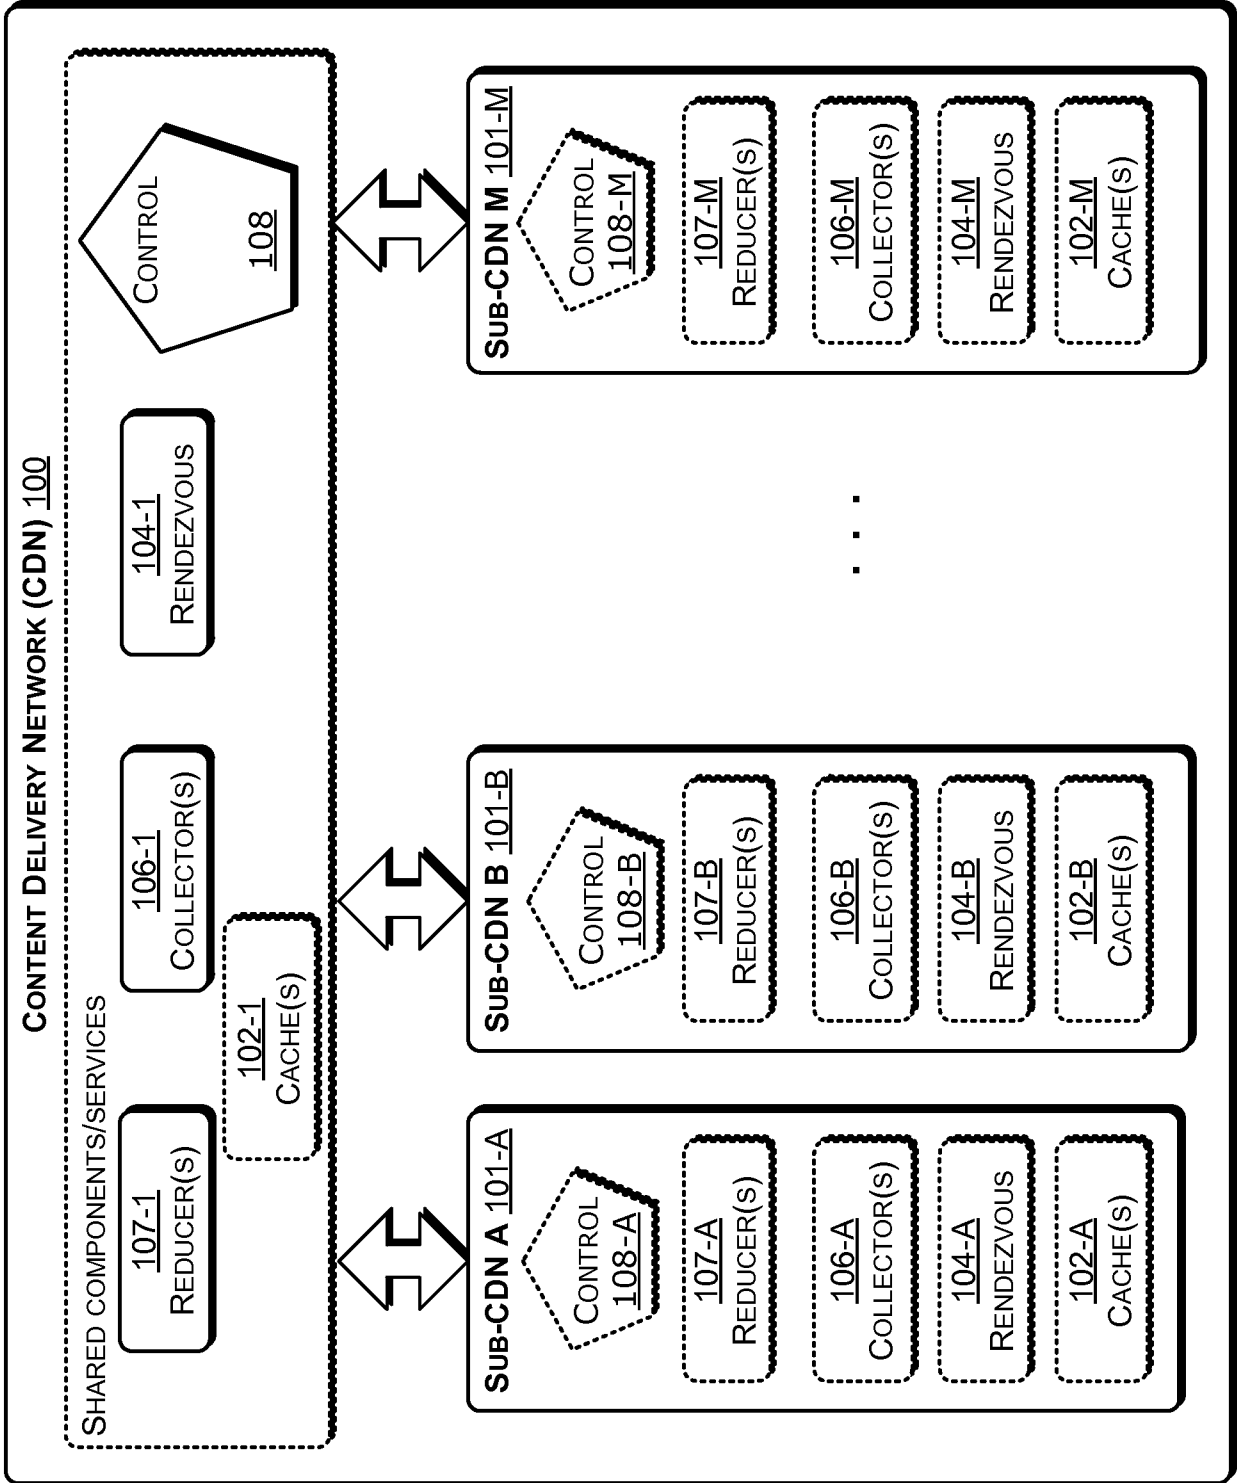 CONTENT DELIVERY NETWORK (CDN) 100
SHARED COMPONENTS/SERVICES
107-1
REDUCER(S)
106-1
COLLECTOR(S)
104-1
RENDEZVOUS
CONTROL
108
102-1
CACHE(S)
SUB-CDN A 101-A
CONTROL
108-A
107-A
REDUCER(S)
106-A
COLLECTOR(S)
104-A
RENDEZVOUS
102-A
CACHE(S)
SUB-CDN B 101-B
CONTROL
108-B
107-B
REDUCER(S)
106-B
COLLECTOR(S)
104-B
RENDEZVOUS
102-B
CACHE(S)
. . .
SUB-CDN M 101-M
CONTROL
108-M
107-M
REDUCER(S)
106-M
COLLECTOR(S)
104-M
RENDEZVOUS
102-M
CACHE(S)